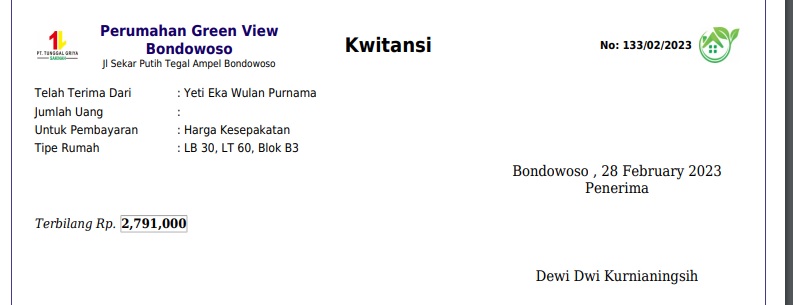 PT. TUNGGAL GRIYA
SAKINAH
Perumahan Green View
Bondowoso
Jl Sekar Putih Tegal Ampel Bondowoso
Kwitansi
No: 133/02/2023
Telah Terima Dari : Yeti Eka Wulan Purnama
Jumlah Uang :
Untuk Pembayaran : Harga Kesepakatan
Tipe Rumah : LB 30, LT 60, Blok B3
Bondowoso , 28 February 2023
Penerima
Terbilang Rp. 2,791,000
Dewi Dwi Kurnianingsih